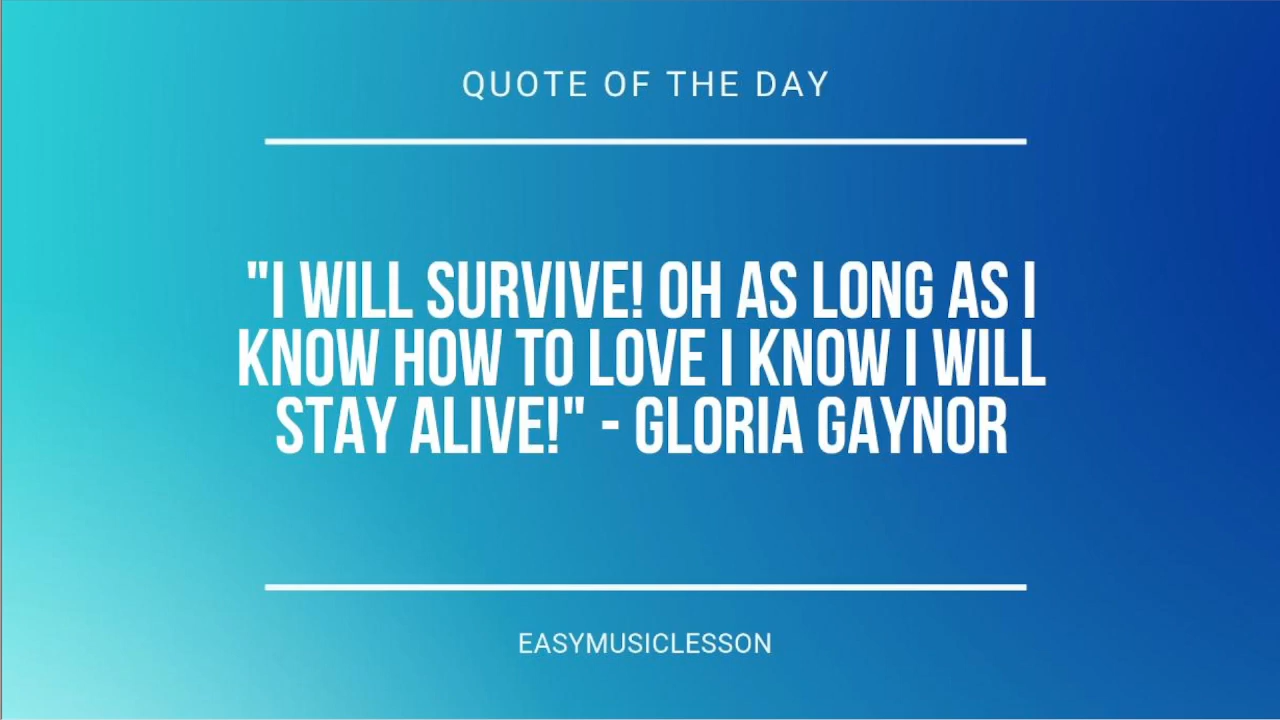 QUOTE OF THE DAY
"I WILL SURVIVE! OH AS LONG AS I
KNOW HOW TO LOVE I KNOW I WILL
STAY ALIVE!" - GLORIA GAYNOR
EASYMUSICLESSON